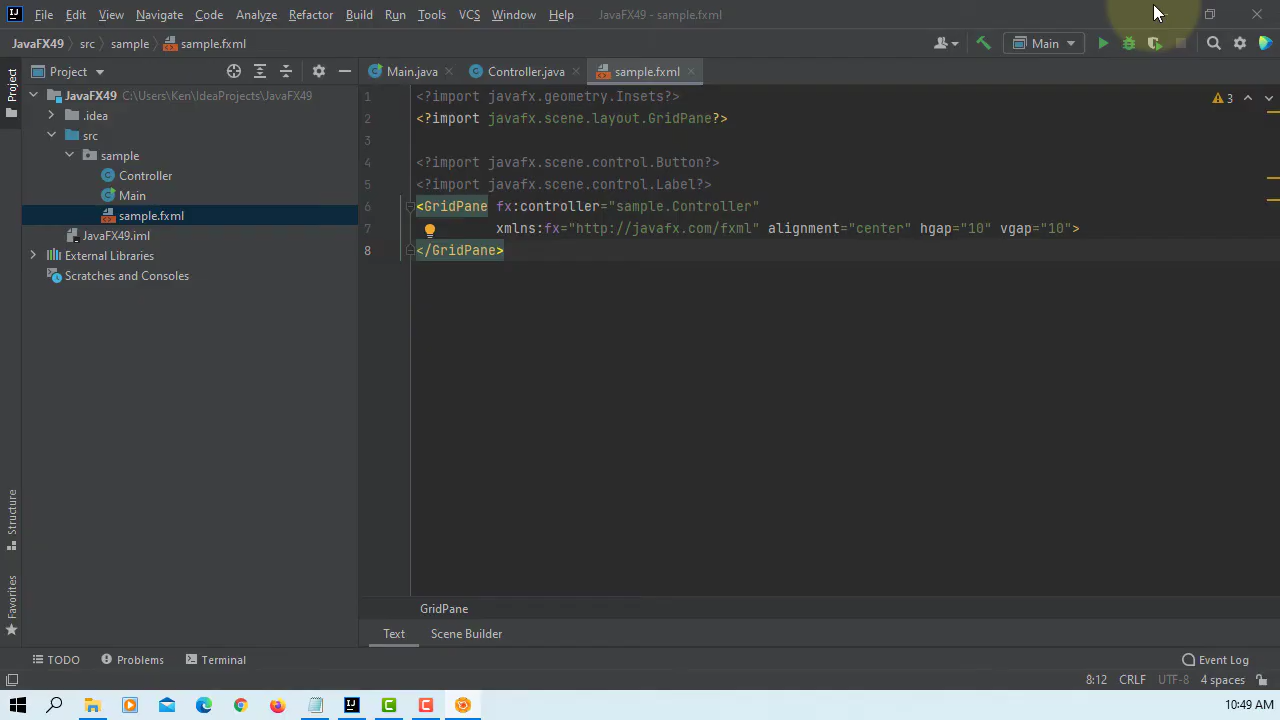 File Edit View Navigate Code Analyze Refactor Build Run Tools VCS Window Help JavaFX49 - sample.fxml
JavaFX49 src sample sample.fxml Main
Project
Project
Main.java Controller.java sample.fxml
JavaFX49 C:\Users\Ken\IdeaProjects\JavaFX49
.idea
src
sample
Controller
Main
sample.fxml
JavaFX49.iml
External Libraries
Scratches and Consoles
1 <?import javafx.geometry.Insets?>
3
2 <?import javafx.scene.layout.GridPane?>
3
4 <?import javafx.scene.control.Button?>
5 <?import javafx.scene.control.Label?>
6 <GridPane fx:controller="sample.Controller"
7 xmlns:fx="http://javafx.com/fxml" alignment="center" hgap="10" vgap="10">
8 </GridPane>
Structure
Favorites
GridPane
Text Scene Builder
TODO Problems Terminal Event Log
8:12 CRLF UTF-8 4 spaces
10:49 AM